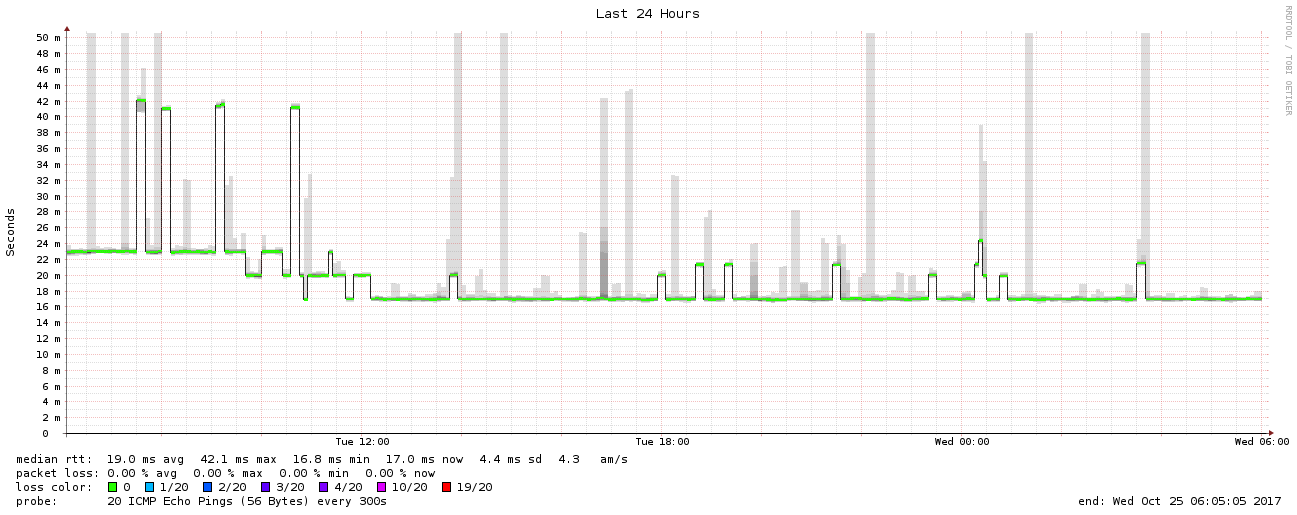 Last 24 Hours
RRDTOOL / TOBI OETIKER
Seconds
50 m
48 m
46 m
44 m
42 m
40 m
38 m
36 m
34 m
32 m
30 m
28 m
26 m
24 m
22 m
20 m
18 m
16 m
14 m
12 m
10 m
8 m
6 m
4 m
2 m
0
Tue 12:00 Tue 18:00 Wed 00:00 Wed 06:00
median rtt: 19.0 ms avg 42.1 ms max 16.8 ms min 17.0 ms now 4.4 ms sd 4.3 am/s
packet loss: 0.00 % avg 0.00 % max 0.00 % min 0.00 % now
loss color: 0 1/20 2/20 3/20 4/20 10/20 19/20
probe: 20 ICMP Echo Pings (56 Bytes) every 300s end: Wed Oct 25 06:05:05 2017